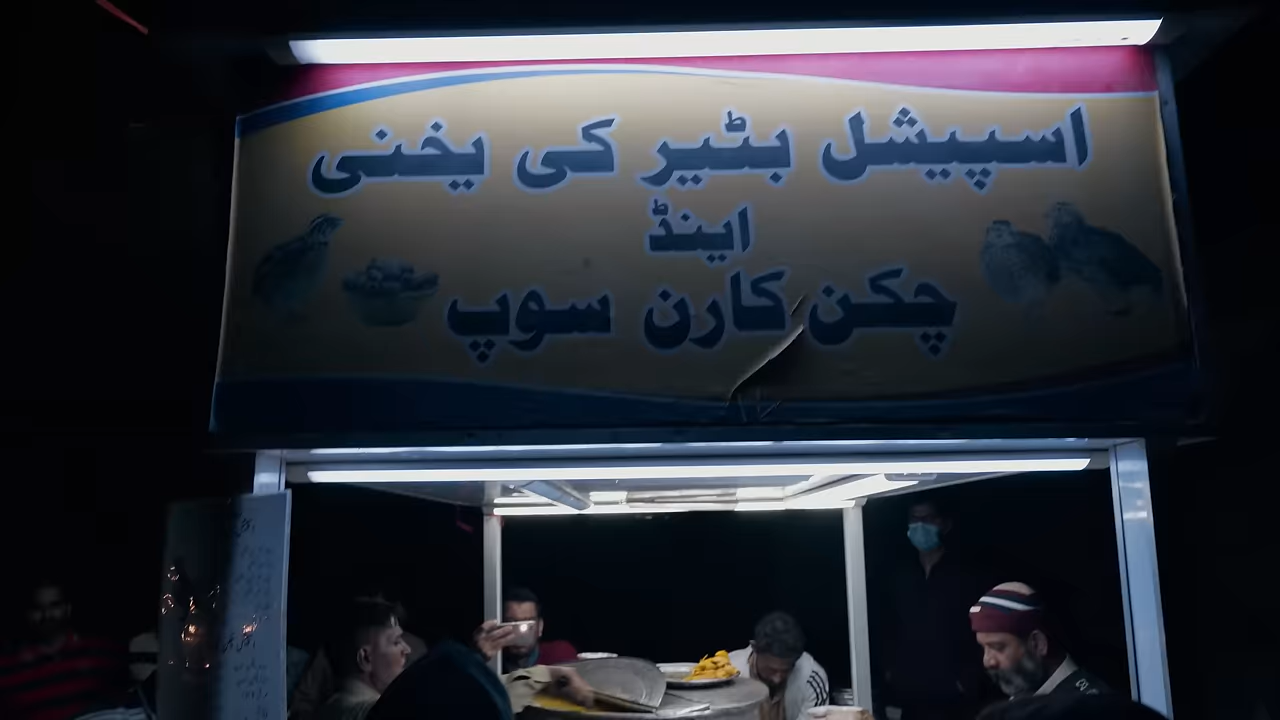 اسپیشل بٹیر کی یخنی
اینڈ
چکن کارن سوپ